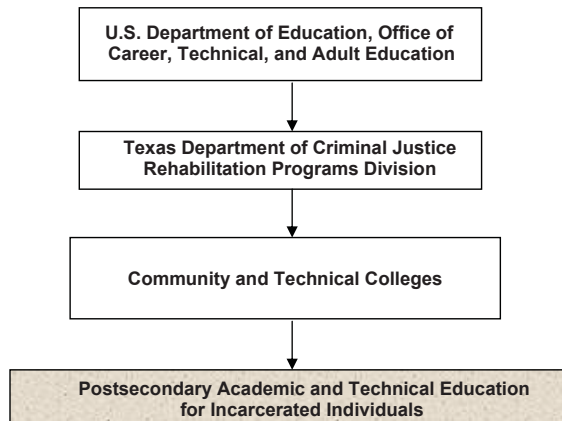 U.S. Department of Education, Office of
Career, Technical, and Adult Education
Texas Department of Criminal Justice
Rehabilitation Programs Division
Community and Technical Colleges
Postsecondary Academic and Technical Education
for Incarcerated Individuals